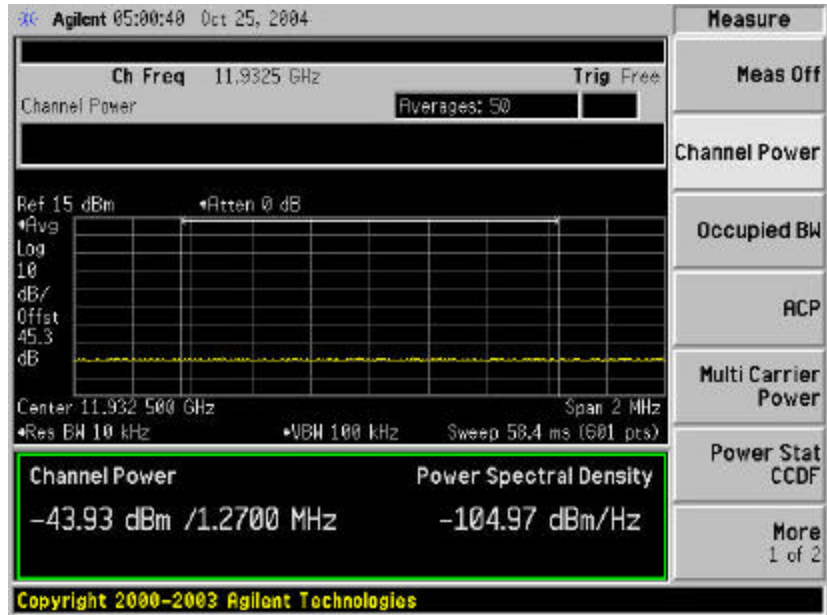 Agilent 05:00:40 Oct 25, 2004
Measure
Ch Freq 11.9325 GHz
Trig Free
Channel Power
Averages: 50
Ref 15 dBm
Atten 0 dB
Avg
Log
10
dB/
Offst
45.3
dB
Center 11.932 500 GHz
Span 2 MHz
Res BW 10 kHz
VBW 100 kHz
Sweep 58.4 ms (601 pts)
Channel Power
Power Spectral Density
-43.93 dBm /1.2700 MHz
-104.97 dBm/Hz
Copyright 2000-2003 Agilent Technologies
Meas Off
Channel Power
Occupied BW
ACP
Multi Carrier
Power
Power Stat
CCDF
More
1 of 2